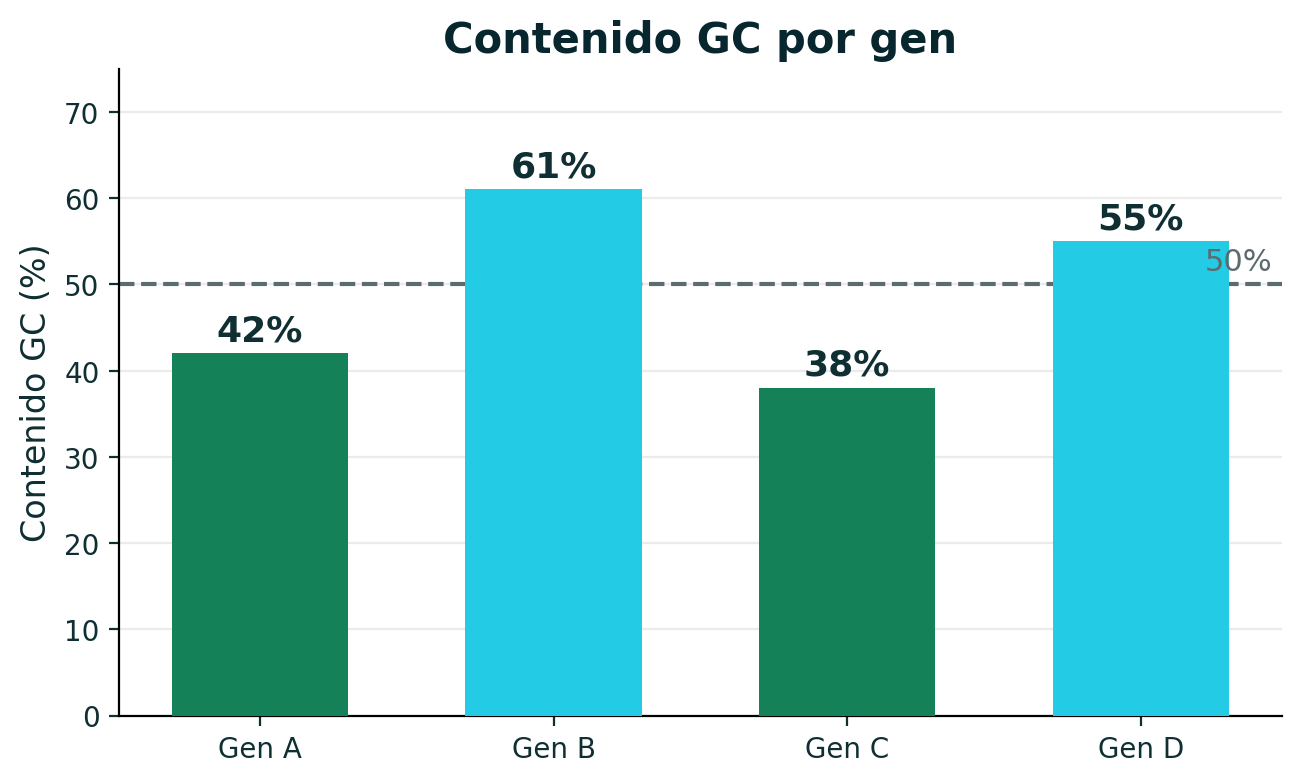 Contenido GC por gen
Contenido GC (%)
70
60
50
40
30
20
10
0
42%
61%
38%
55%
50%
Gen A
Gen B
Gen C
Gen D